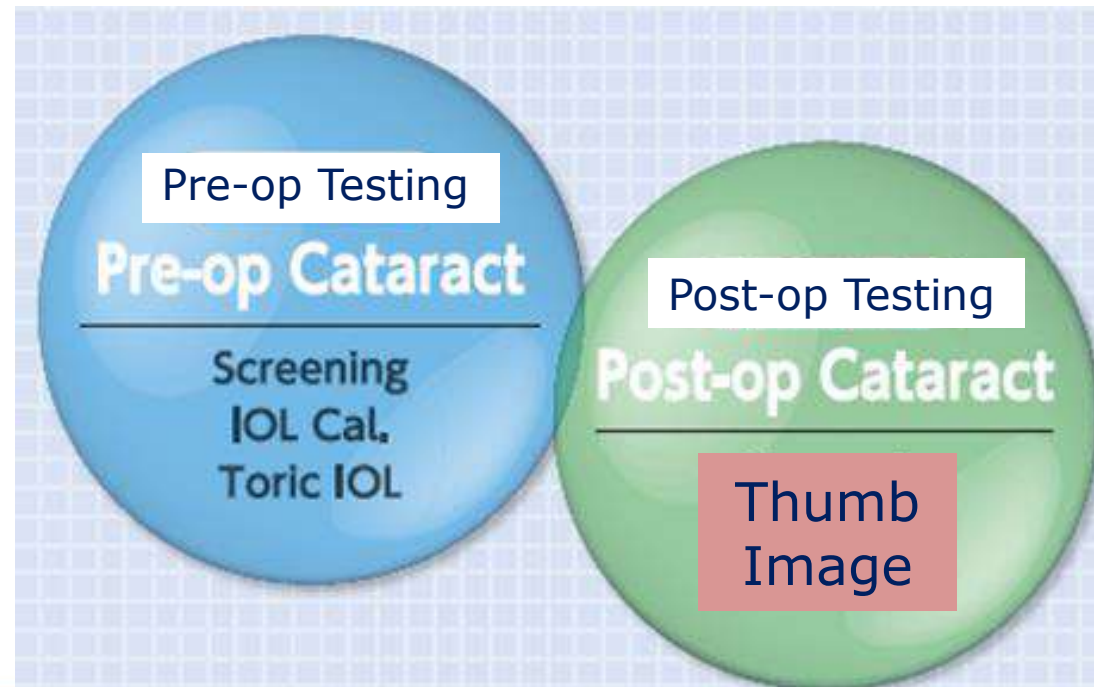 Pre-op Testing
Pre-op Cataract
Screening
IOL Cal.
Toric IOL
Post-op Testing
Post-op Cataract
Thumb
Image